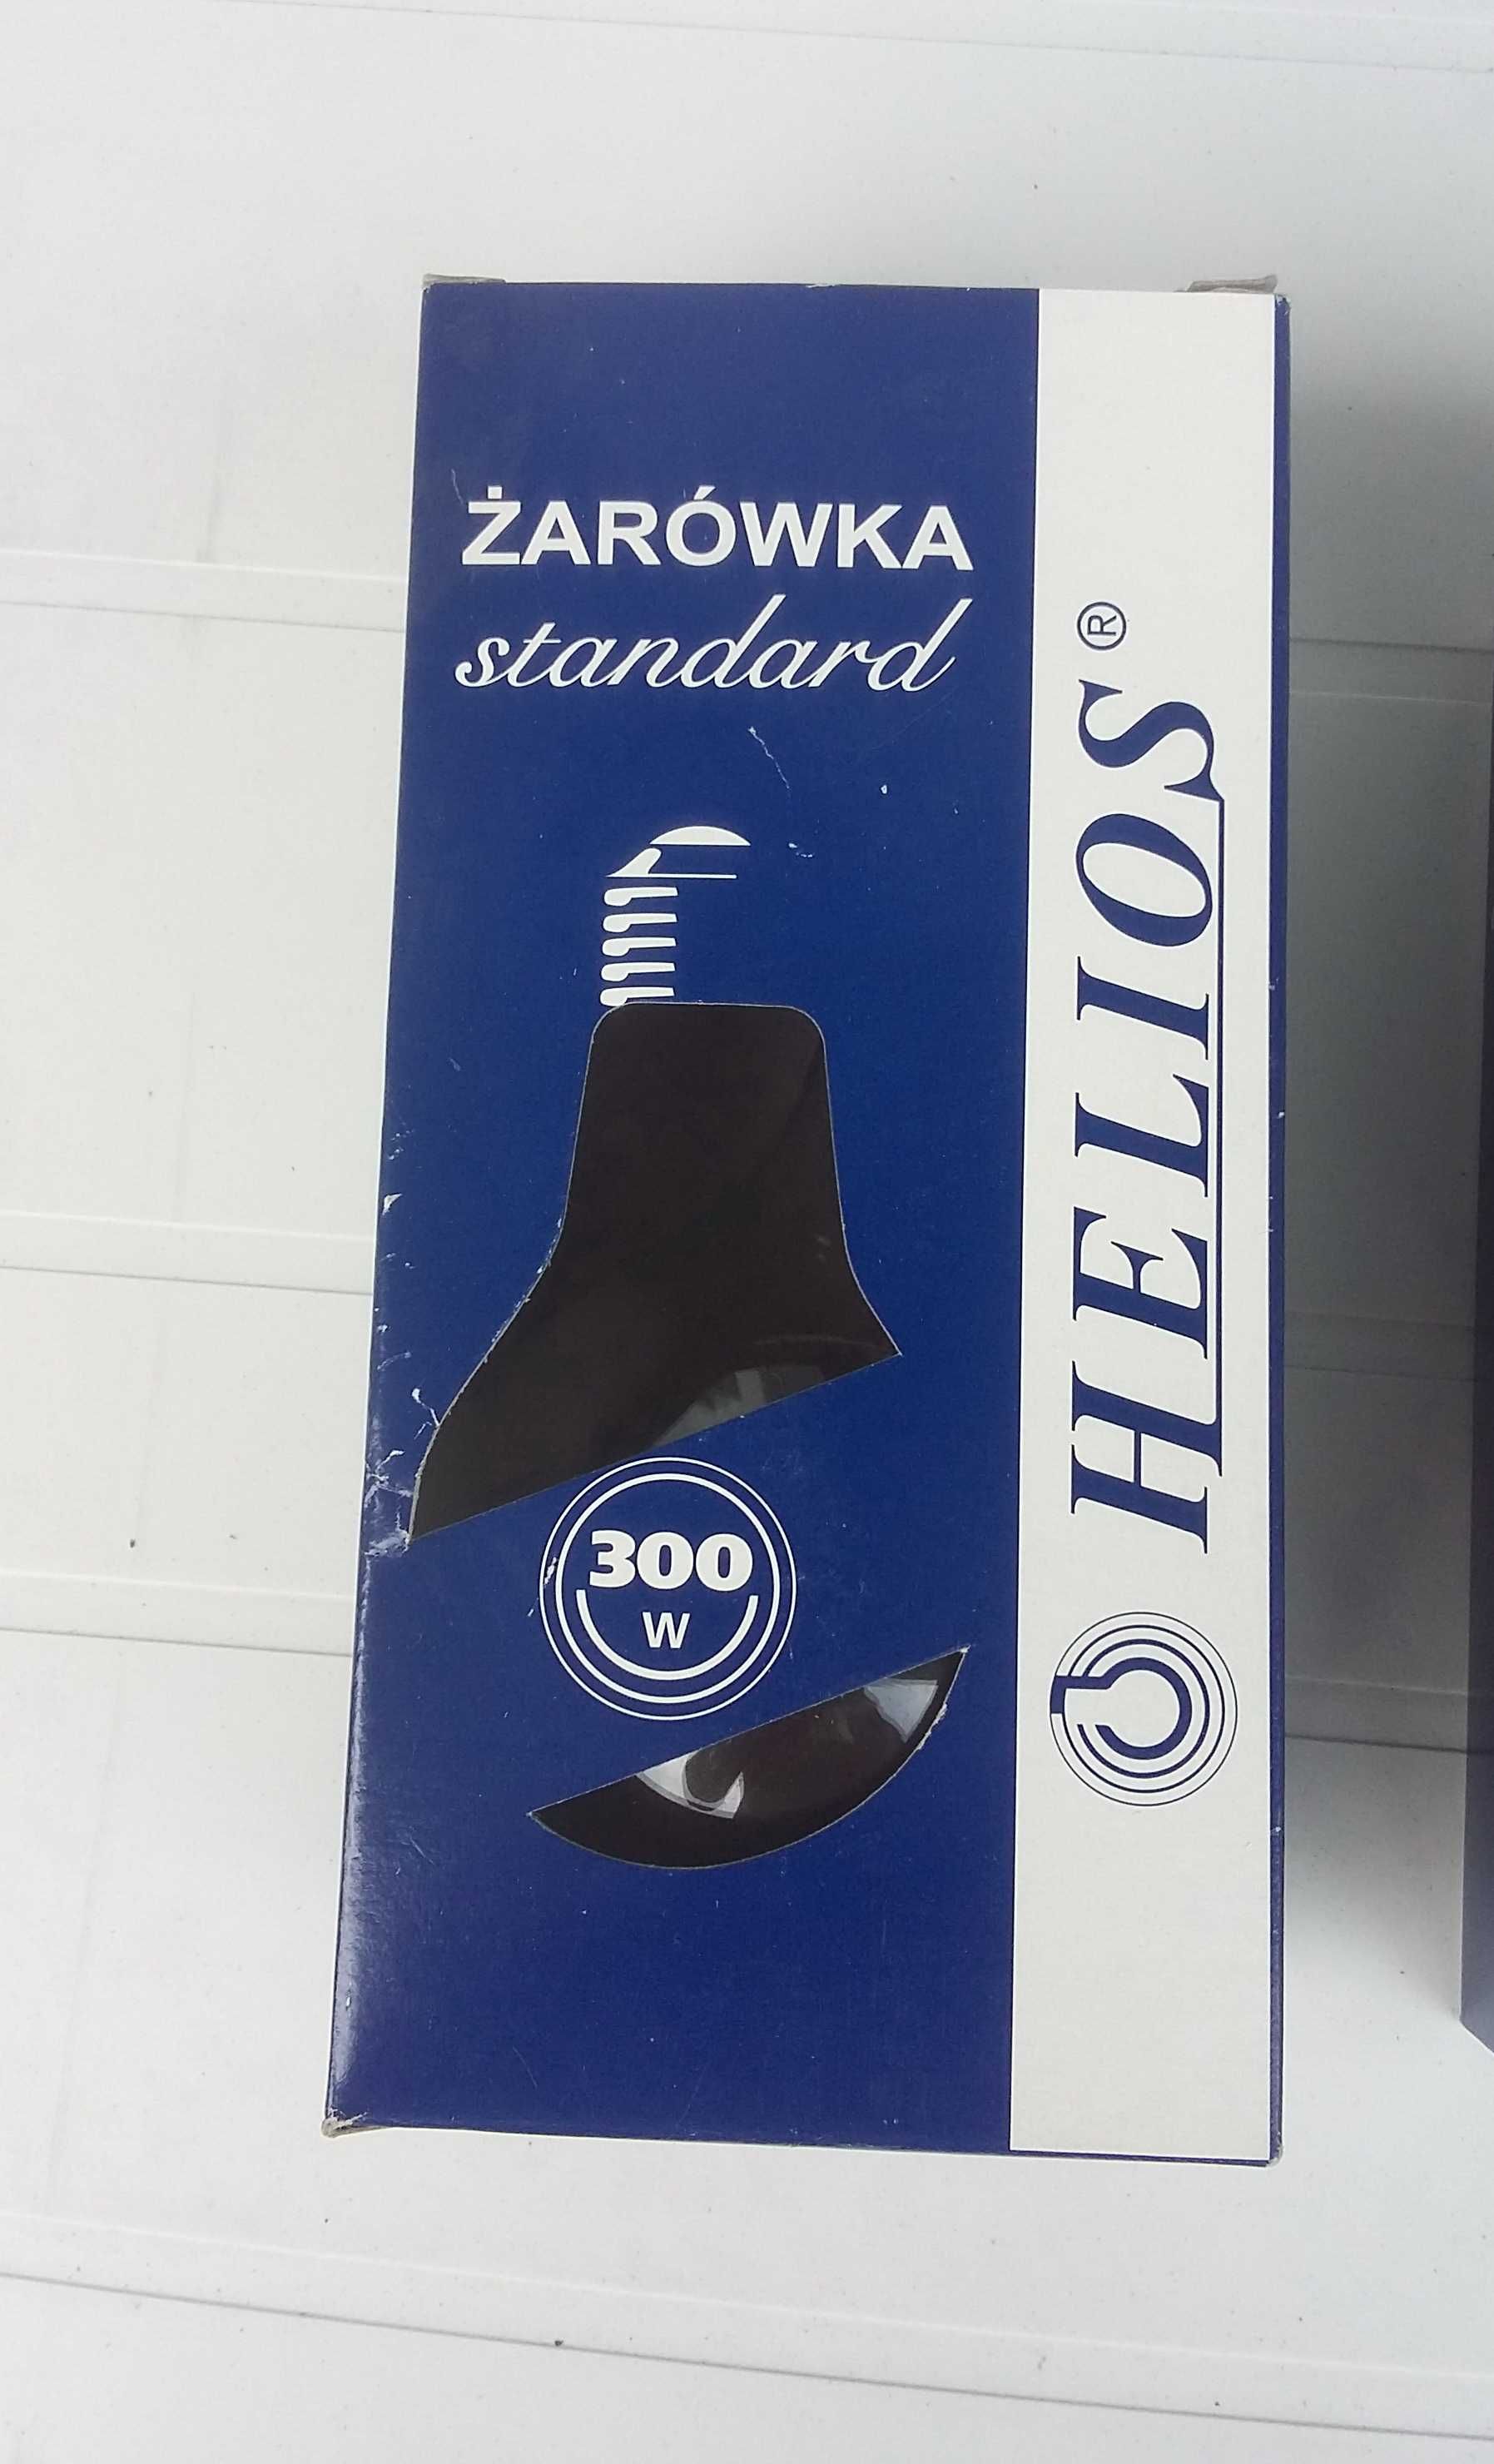 ŻARÓWKA
standard
300
W
HELIOS®